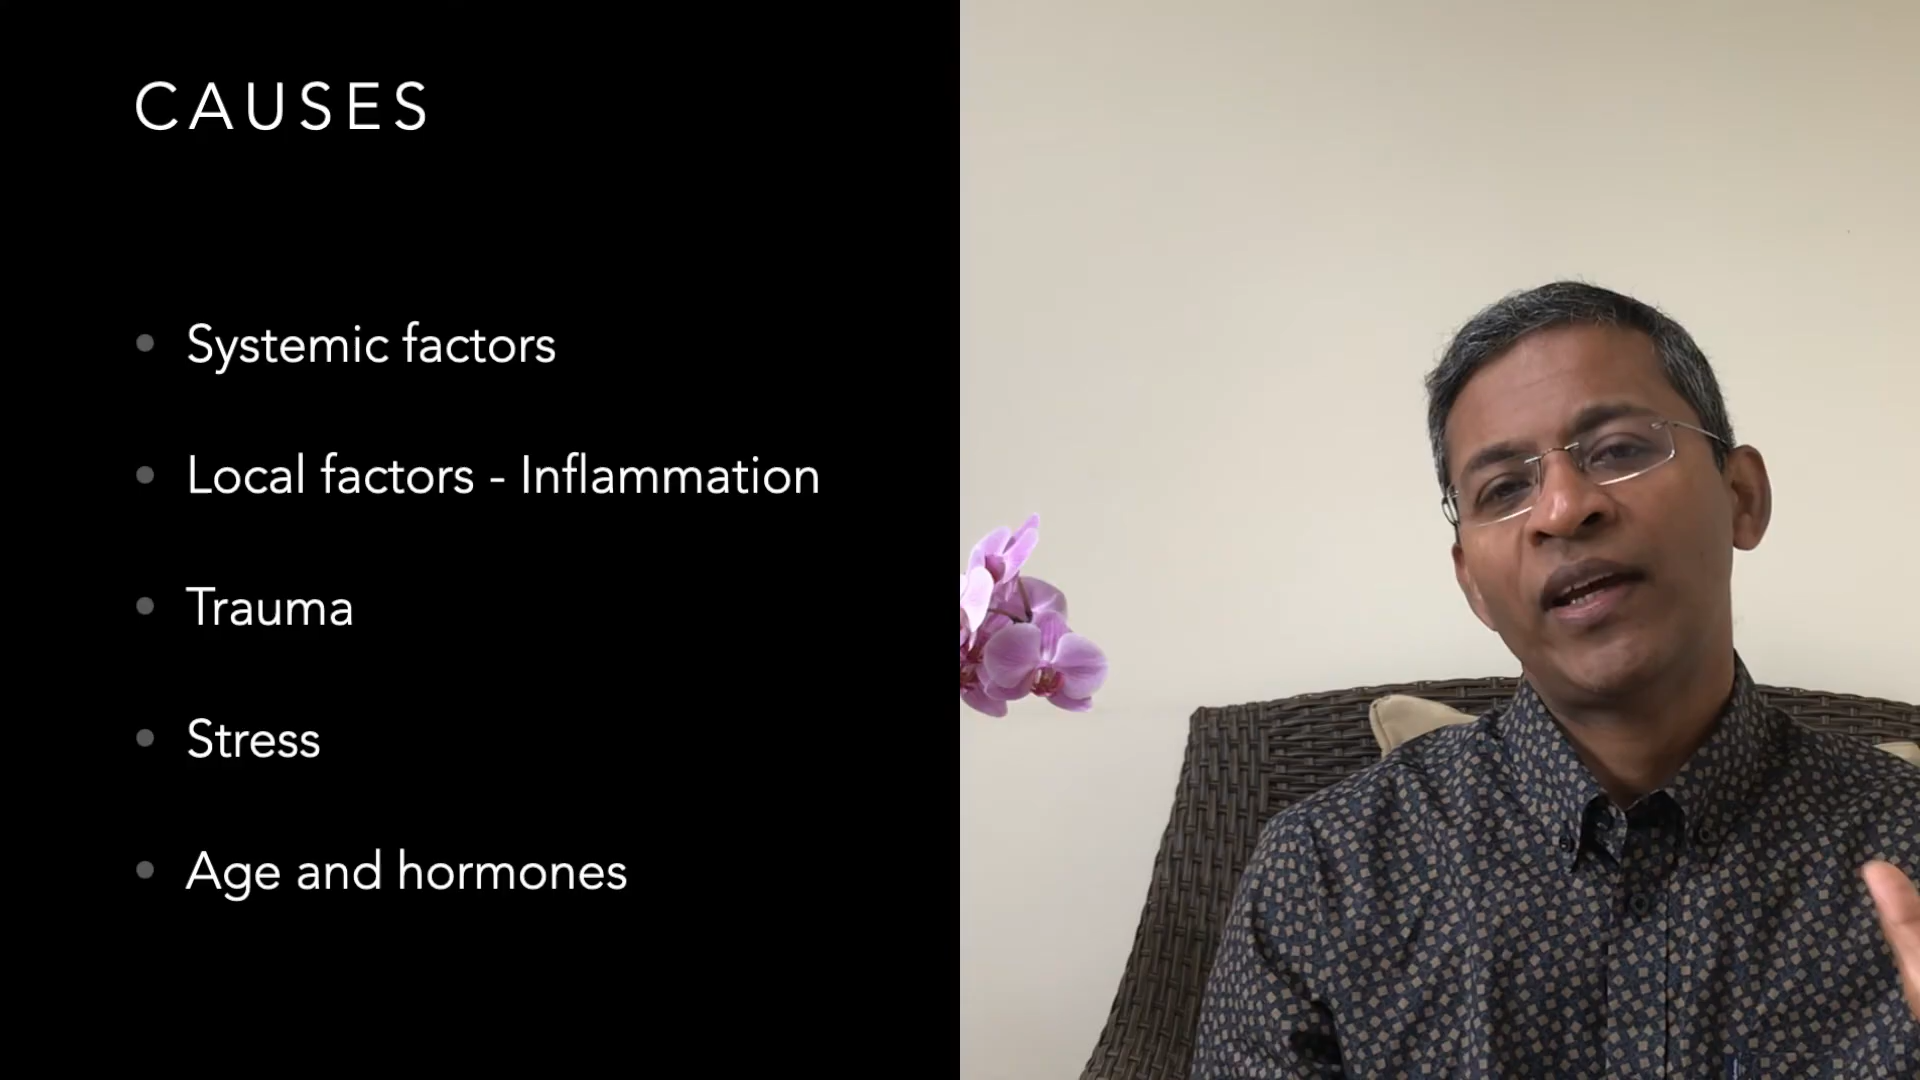 CAUSES
Systemic factors
Local factors - Inflammation
Trauma
Stress
Age and hormones